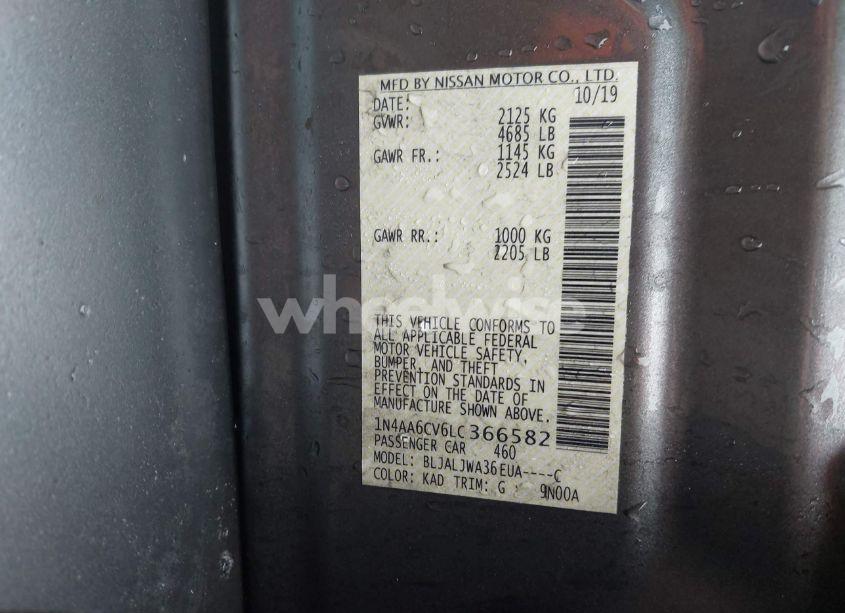 MFD BY NISSAN MOTOR CO., LTD.
DATE: 10/19
GVWR: 2125 KG
4685 LB
GAWR FR.: 1145 KG
2524 LB
GAWR RR.: 1000 KG
2205 LB
wheelwise
THIS VEHICLE CONFORMS TO
ALL APPLICABLE FEDERAL
MOTOR VEHICLE SAFETY,
BUMPER, AND THEFT
PREVENTION STANDARDS IN
EFFECT ON THE DATE OF
MANUFACTURE SHOWN ABOVE.
1N4AA6CV6LC366582
PASSENGER CAR 460
MODEL: BLJALJWA36EUA----C
COLOR: KAD TRIM: G : 9N00A